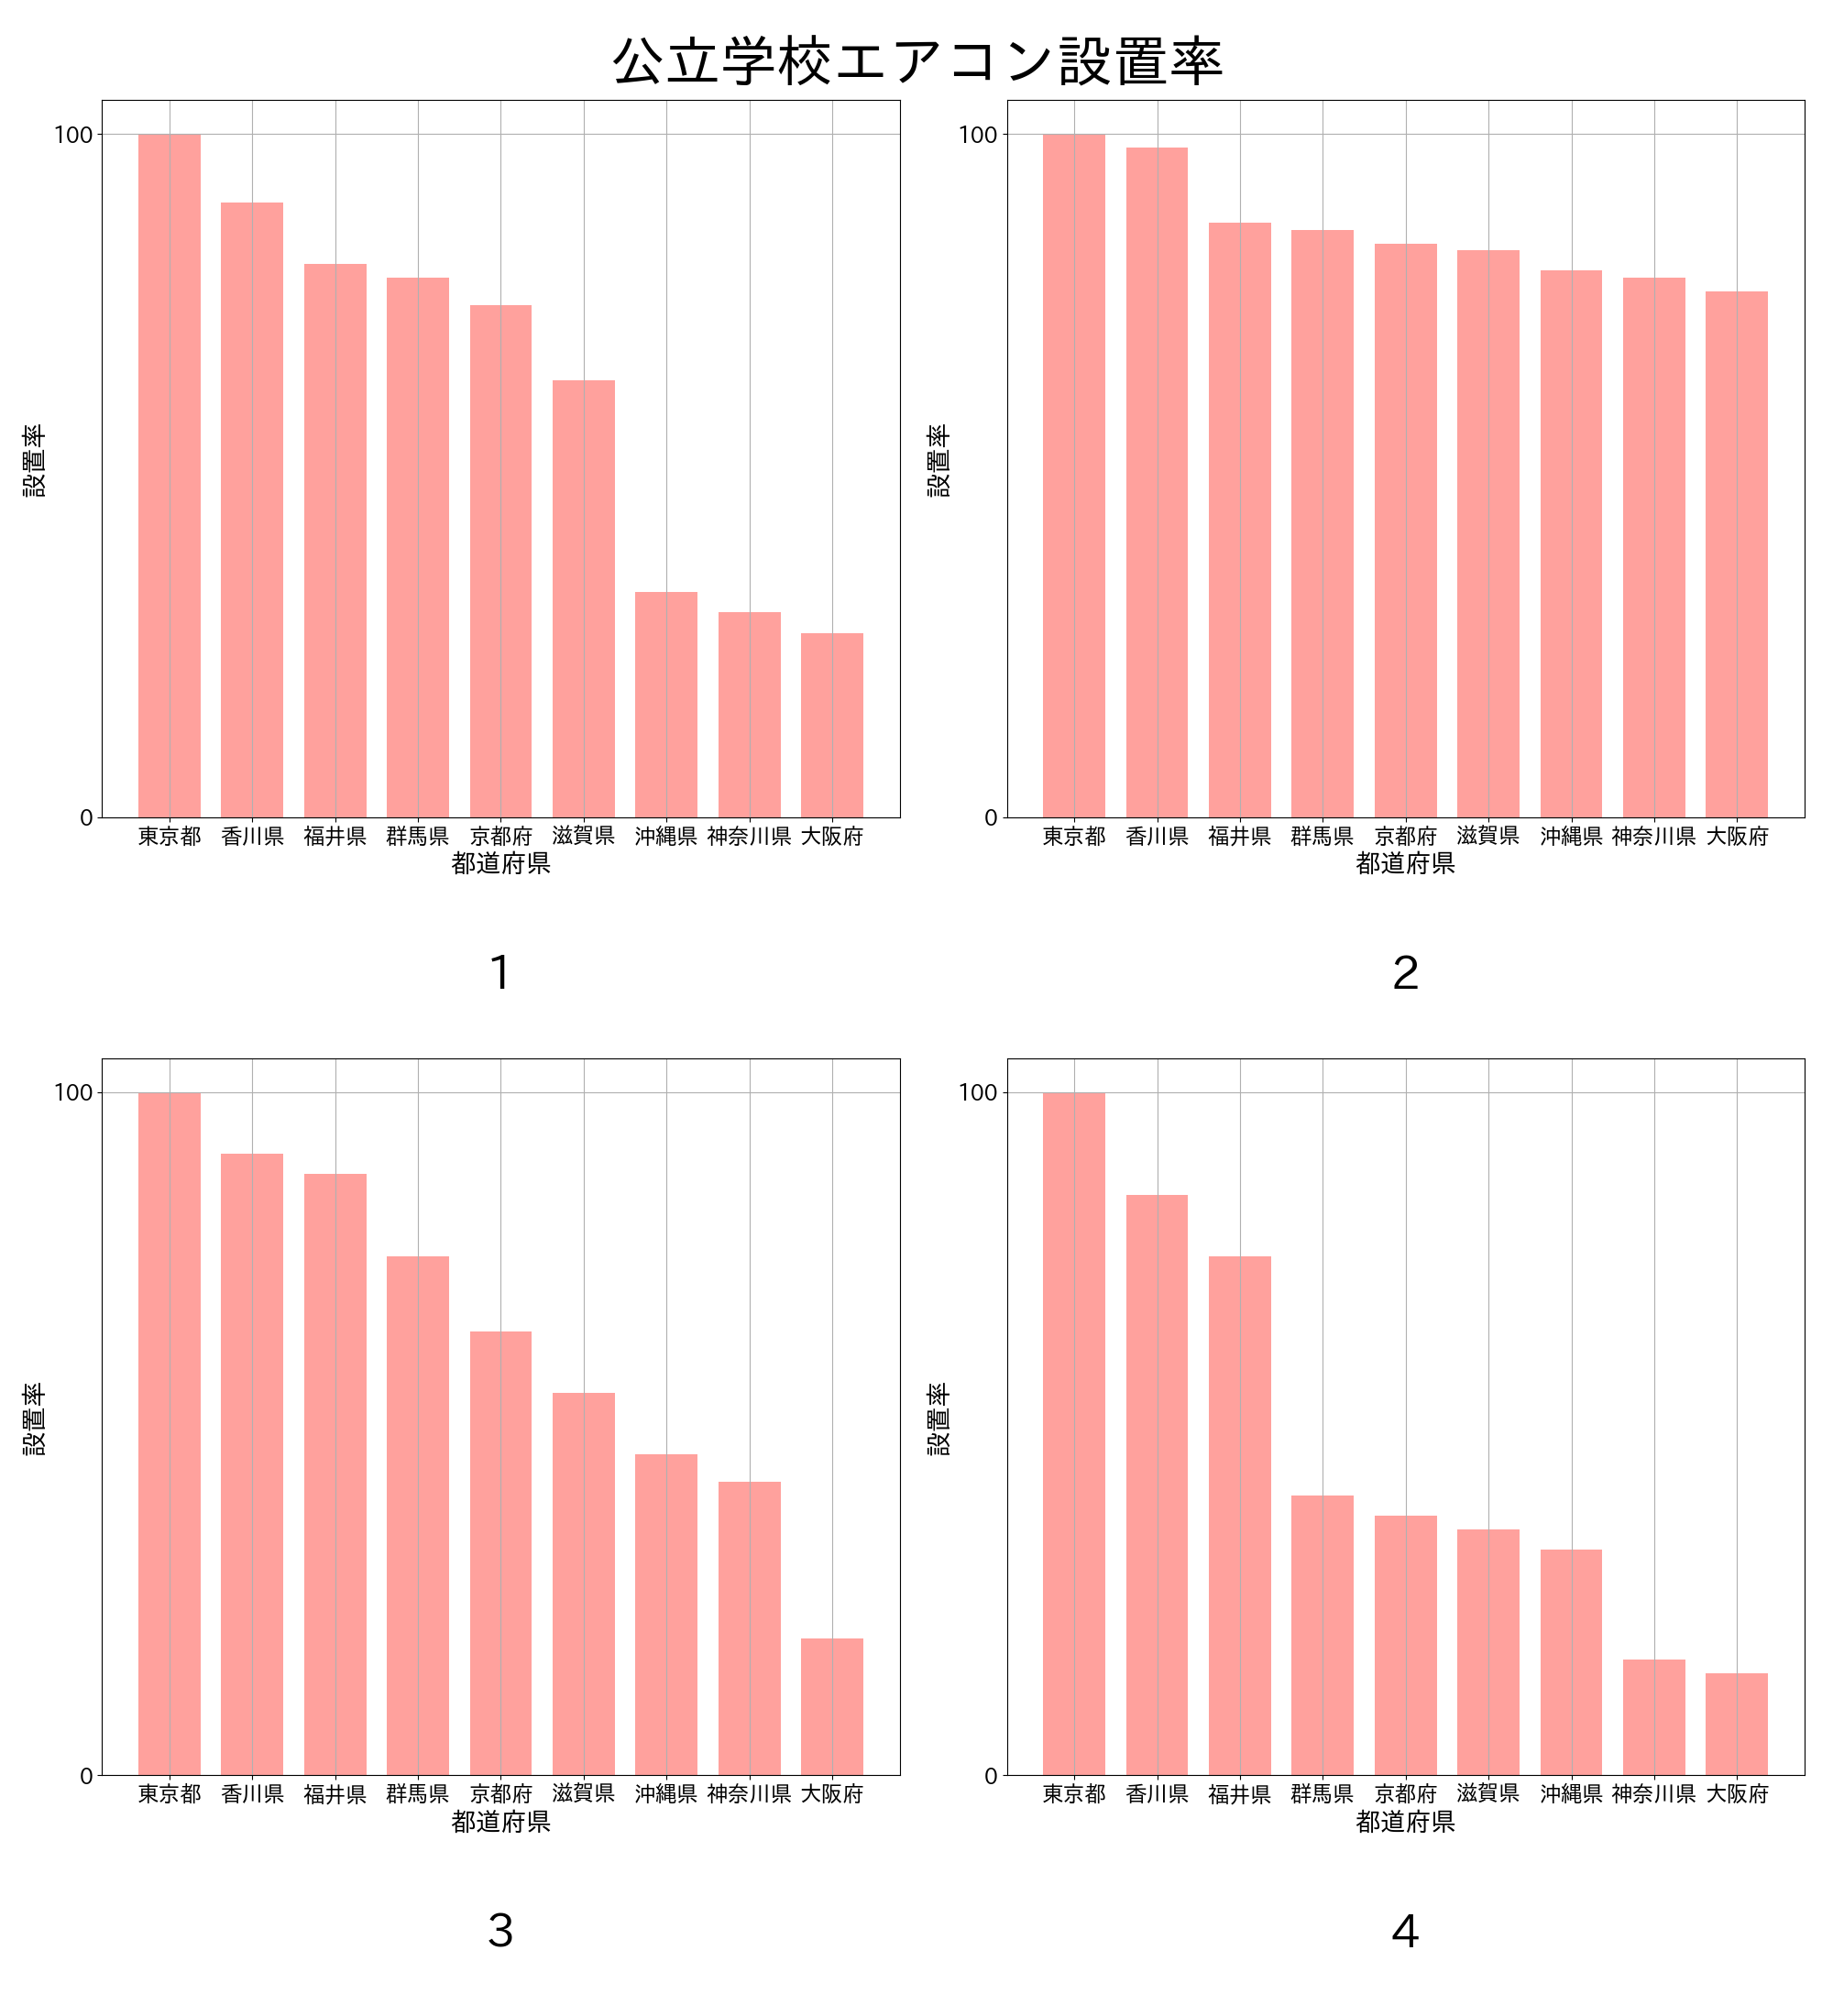 公立学校エアコン設置率
100
0
設置率
東京都 香川県 福井県 群馬県 京都府 滋賀県 沖縄県 神奈川県 大阪府
都道府県
1
100
0
設置率
東京都 香川県 福井県 群馬県 京都府 滋賀県 沖縄県 神奈川県 大阪府
都道府県
2
100
0
設置率
東京都 香川県 福井県 群馬県 京都府 滋賀県 沖縄県 神奈川県 大阪府
都道府県
3
100
0
設置率
東京都 香川県 福井県 群馬県 京都府 滋賀県 沖縄県 神奈川県 大阪府
都道府県
4